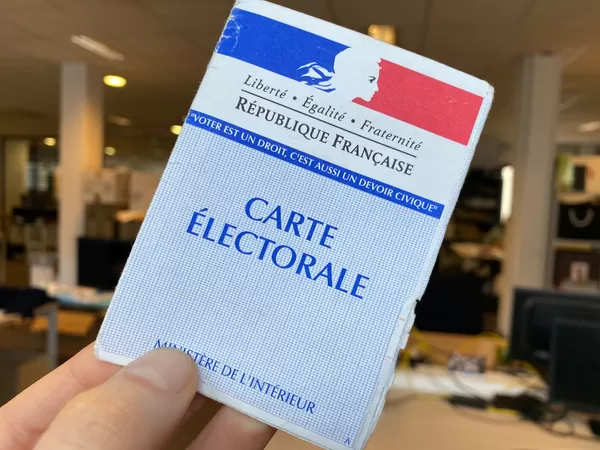 Liberté • Égalité • Fraternité
RÉPUBLIQUE FRANÇAISE
"VOTER EST UN DROIT, C'EST AUSSI UN DEVOIR CIVIQUE"
CARTE
ÉLECTORALE
MINISTÈRE DE L'INTÉRIEUR
A